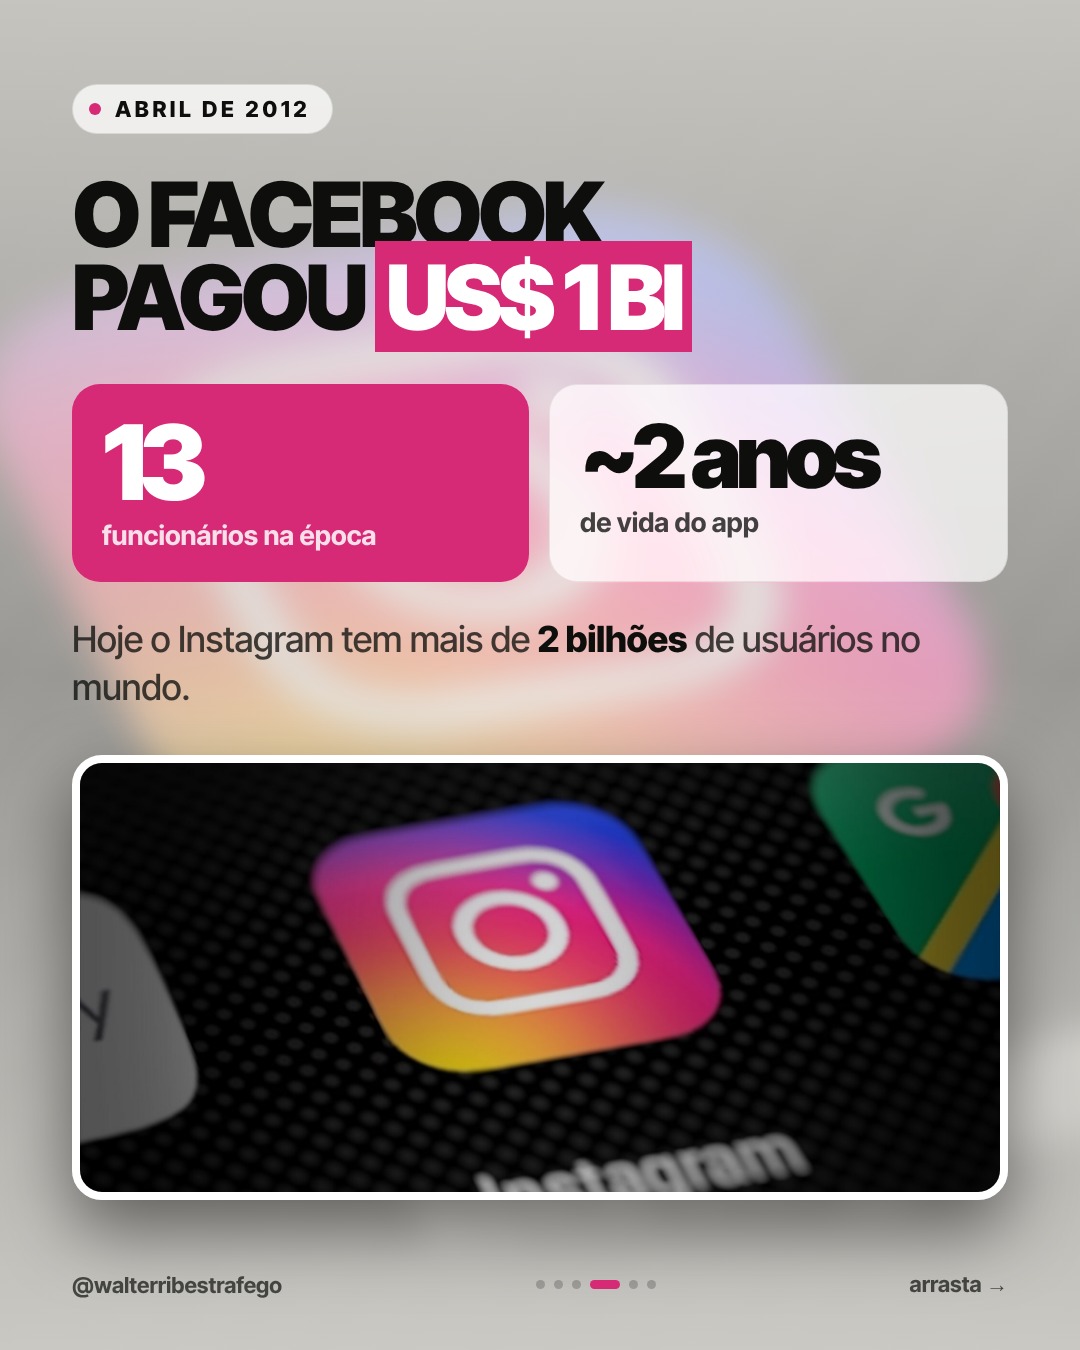 ABRIL DE 2012
O FACEBOOK
PAGOU US$ 1 BI
13
funcionários na época
~2 anos
de vida do app
Hoje o Instagram tem mais de 2 bilhões de usuários no
mundo.
G
y
Instagram
@walterribestrafego
arrasta →